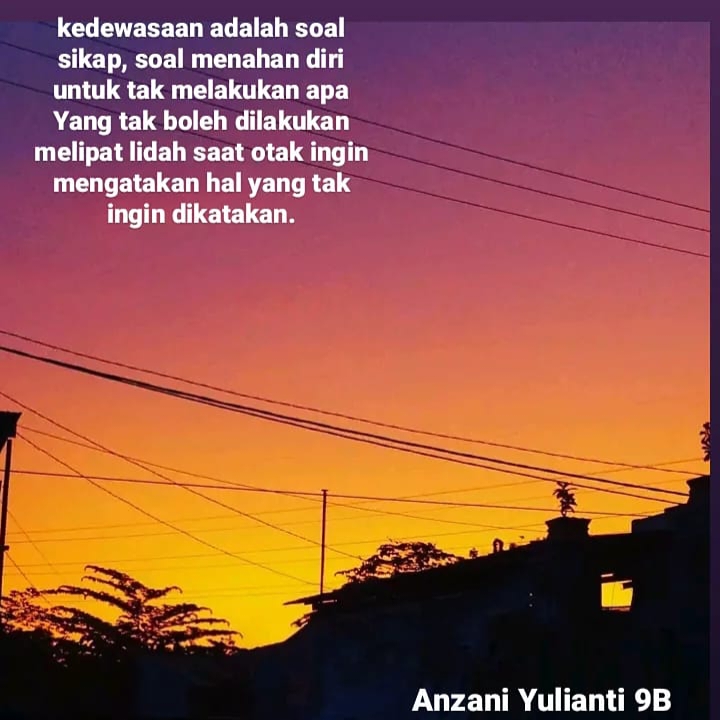 kedewasaan adalah soal
sikap, soal menahan diri
untuk tak melakukan apa
Yang tak boleh dilakukan
melipat lidah saat otak ingin
mengatakan hal yang tak
ingin dikatakan.
Anzani Yulianti 9B